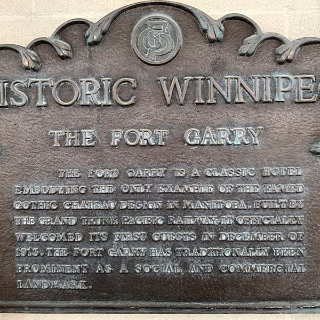 HISTORIC WINNIPEG
THE FORT GARRY
THE FORT GARRY IS A CLASSIC HOTEL
EMBODYING THE ONLY EXAMPLE OF THE FAMED
GOTHIC CHATEAU DESIGN IN MANITOBA. BUILT BY
THE GRAND TRUNK PACIFIC RAILWAY, IT OFFICIALLY
WELCOMED ITS FIRST GUESTS IN DECEMBER OF
1913. THE FORT GARRY HAS TRADITIONALLY BEEN
PROMINENT AS A SOCIAL AND COMMERCIAL
LANDMARK.